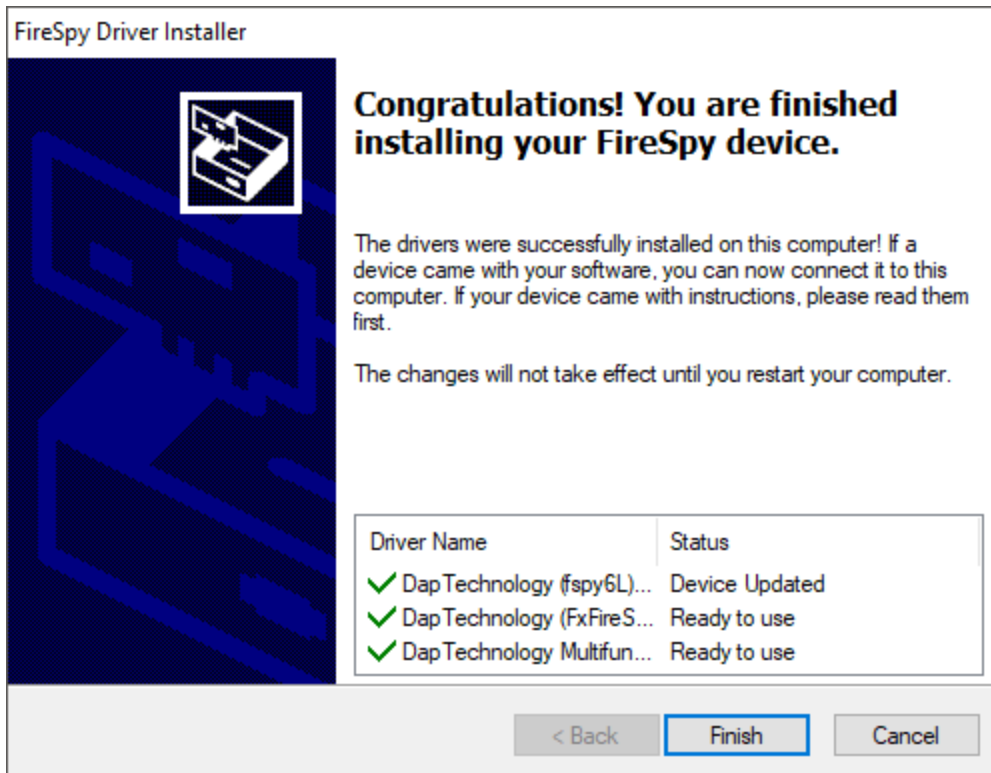 FireSpy Driver Installer
Congratulations! You are finished
installing your FireSpy device.
The drivers were successfully installed on this computer! If a
device came with your software, you can now connect it to this
computer. If your device came with instructions, please read them
first.
The changes will not take effect until you restart your computer.
Driver Name Status
DapTechnology (fspy6L)... Device Updated
DapTechnology (FxFireS... Ready to use
DapTechnology Multifun... Ready to use
< Back Finish Cancel